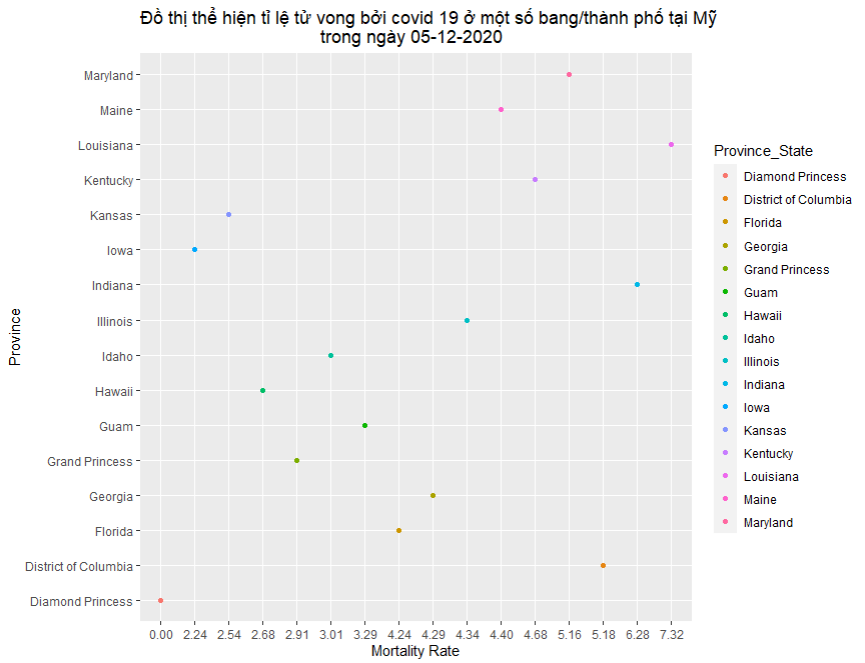 Đồ thị thể hiện tỉ lệ tử vong bởi covid 19 ở một số bang/thành phố tại Mỹ
trong ngày 05-12-2020
Province
Maryland
Maine
Louisiana
Kentucky
Kansas
Iowa
Indiana
Illinois
Idaho
Hawaii
Guam
Grand Princess
Georgia
Florida
District of Columbia
Diamond Princess
0.00 2.24 2.54 2.68 2.91 3.01 3.29 4.24 4.29 4.34 4.40 4.68 5.16 5.18 6.28 7.32
Mortality Rate
Province_State
Diamond Princess
District of Columbia
Florida
Georgia
Grand Princess
Guam
Hawaii
Idaho
Illinois
Indiana
Iowa
Kansas
Kentucky
Louisiana
Maine
Maryland